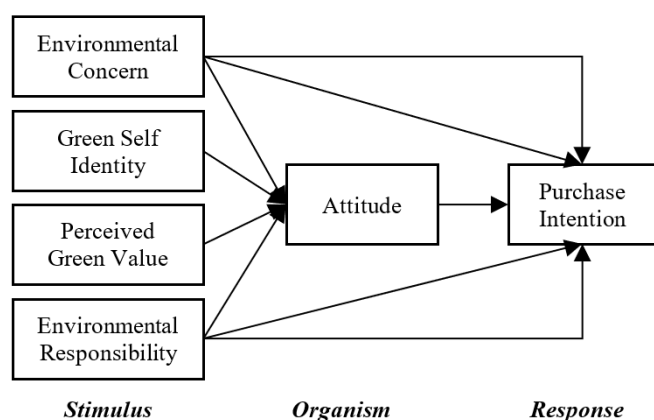 Environmental
Concern
Green Self
Identity
Perceived
Green Value
Environmental
Responsibility
Attitude
Purchase
Intention
Stimulus
Organism
Response